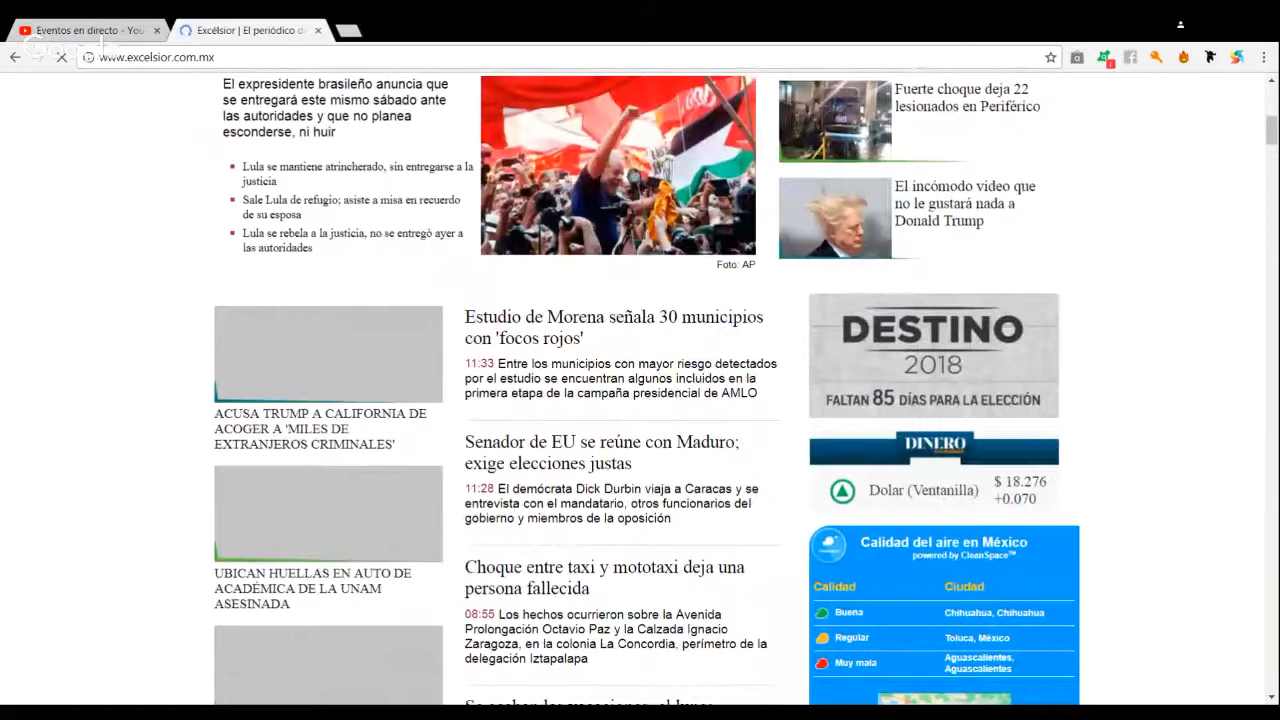 Eventos en directo - You
Excélsior | El periódico d
www.excelsior.com.mx
El expresidente brasileño anuncia que
se entregará este mismo sábado ante
las autoridades y que no planea
esconderse, ni huir
Lula se mantiene atrincherado, sin entregarse a la
justicia
Sale Lula de refugio; asiste a misa en recuerdo
de su esposa
Lula se rebela a la justicia, no se entregó ayer a
las autoridades
Foto: AP
Fuerte choque deja 22
lesionados en Periférico
El incómodo video que
no le gustará nada a
Donald Trump
ACUSA TRUMP A CALIFORNIA DE
ACOGER A 'MILES DE
EXTRANJEROS CRIMINALES'
UBICAN HUELLAS EN AUTO DE
ACADÉMICA DE LA UNAM
ASESINADA
Estudio de Morena señala 30 municipios
con 'focos rojos'
11:33 Entre los municipios con mayor riesgo detectados
por el estudio se encuentran algunos incluidos en la
primera etapa de la campaña presidencial de AMLO
Senador de EU se reúne con Maduro;
exige elecciones justas
11:28 El demócrata Dick Durbin viaja a Caracas y se
entrevista con el mandatario, otros funcionarios del
gobierno y miembros de la oposición
Choque entre taxi y mototaxi deja una
persona fallecida
08:55 Los hechos ocurrieron sobre la Avenida
Prolongación Octavio Paz y la Calzada Ignacio
Zaragoza, en la colonia La Concordia, perímetro de la
delegación Iztapalapa
DESTINO
2018
FALTAN 85 DÍAS PARA LA ELECCIÓN
DINERO
Dolar (Ventanilla) $ 18.276
+0.070
Calidad del aire en México
powered by CleanSpace™
Calidad Ciudad
Buena Chihuahua, Chihuahua
Regular Toluca, México
Muy mala Aguascalientes,
Aguascalientes